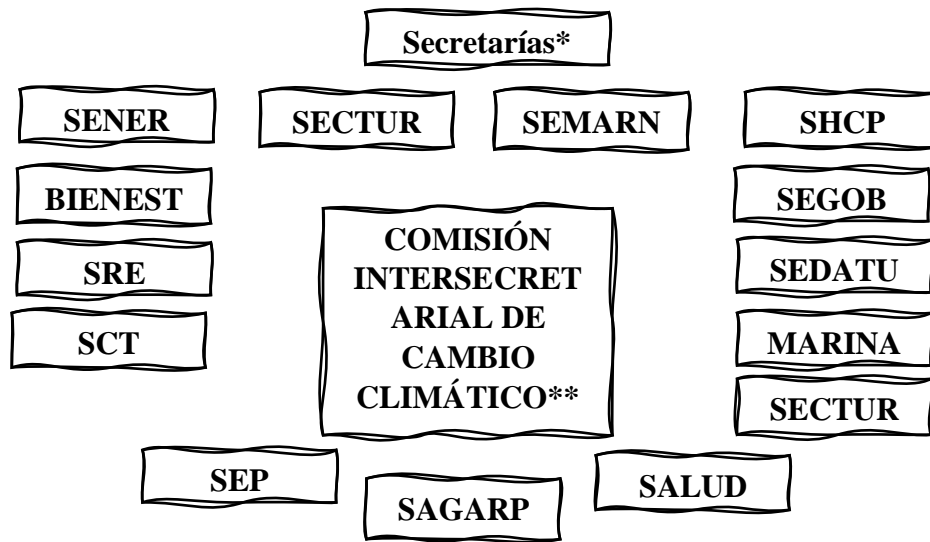 Secretarías*
SENER
SECTUR
SEMARN
SHCP
BIENEST
SEGOB
COMISIÓN
INTERSECRET
ARIAL DE
CAMBIO
CLIMÁTICO**
SRE
SEDATU
SCT
MARINA
SECTUR
SEP
SAGARP
SALUD